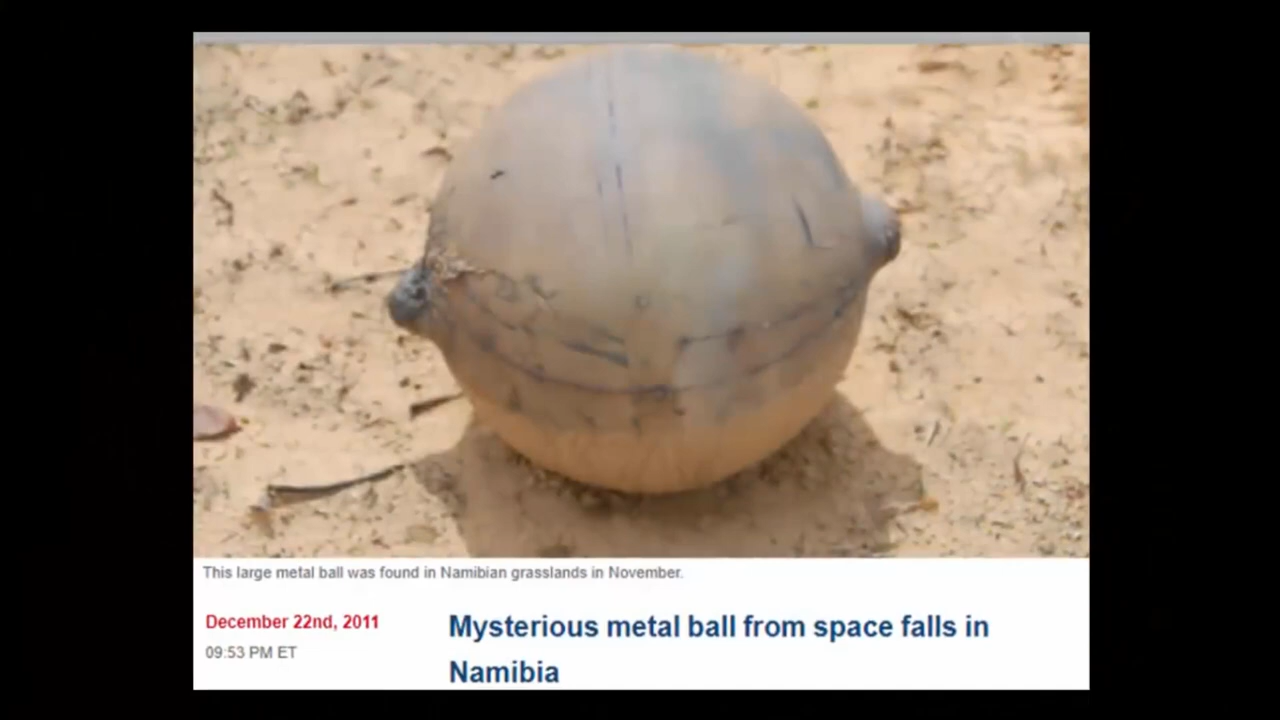 This large metal ball was found in Namibian grasslands in November.
December 22nd, 2011
09:53 PM ET
Mysterious metal ball from space falls in
Namibia